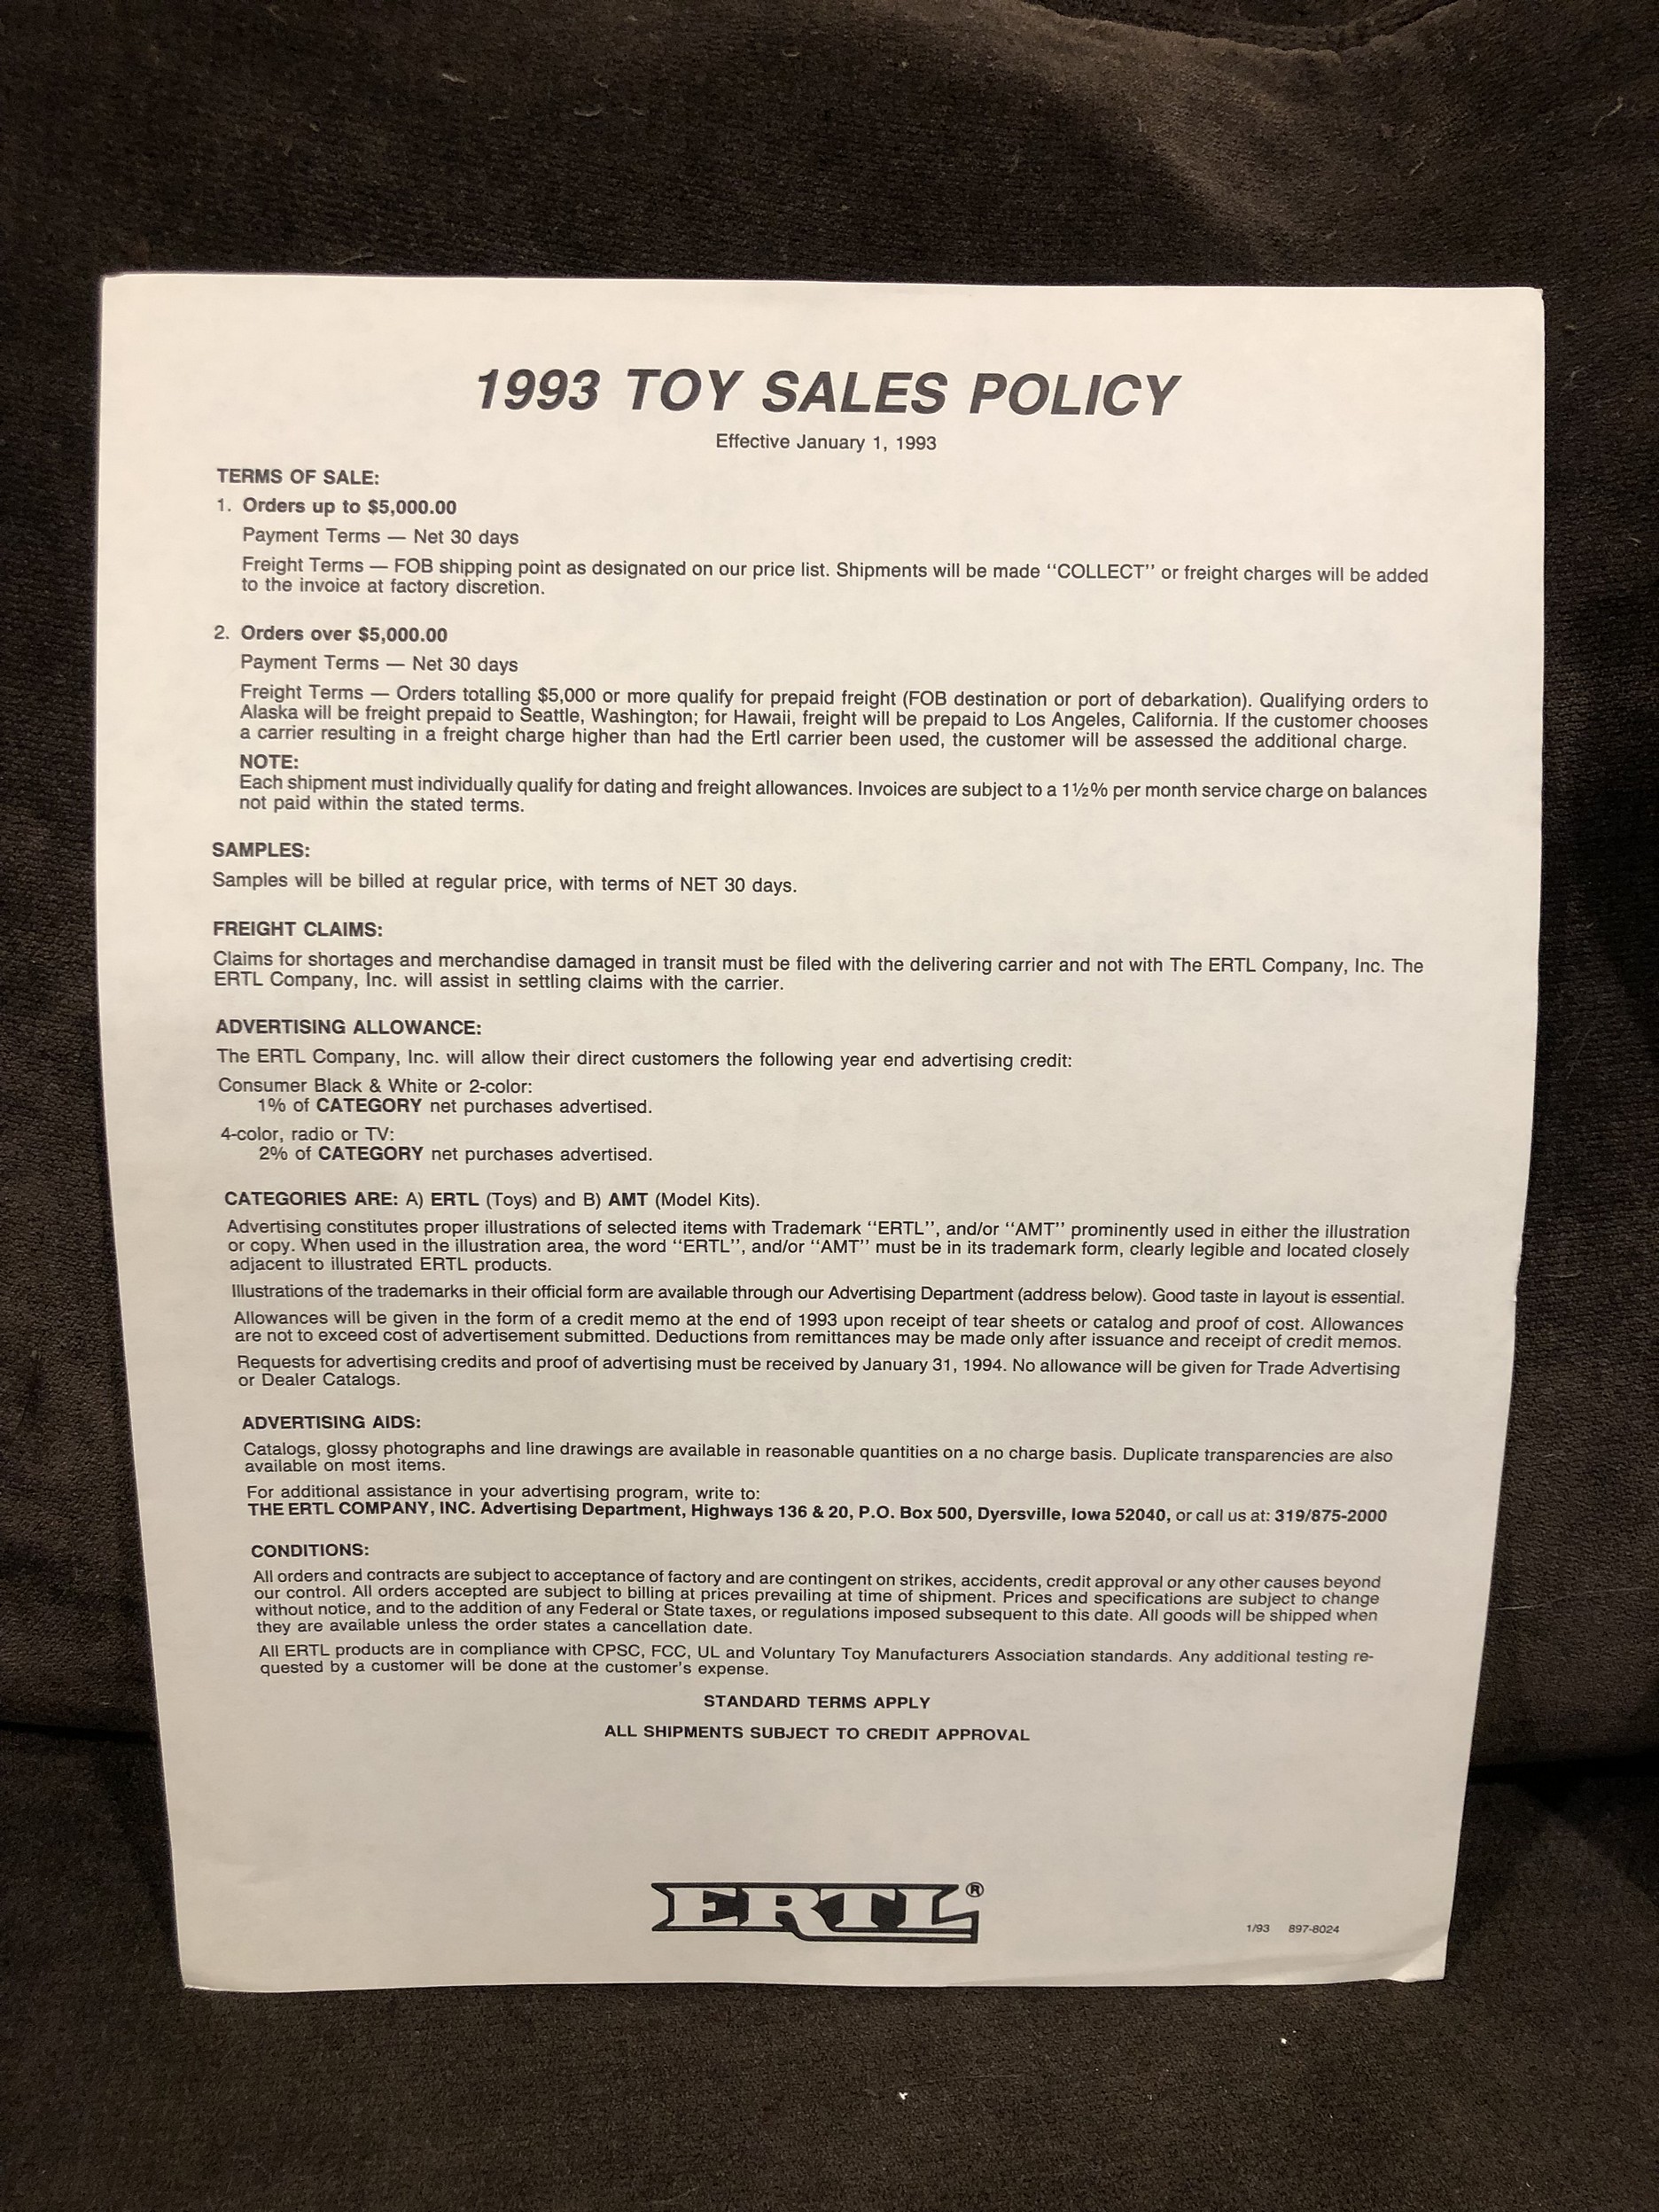 1993 TOY SALES POLICY
Effective January 1, 1993
TERMS OF SALE:
1. Orders up to $5,000.00
Payment Terms — Net 30 days
Freight Terms — FOB shipping point as designated on our price list. Shipments will be made ‘‘COLLECT’’ or freight charges will be added
to the invoice at factory discretion.
2. Orders over $5,000.00
Payment Terms — Net 30 days
Freight Terms — Orders totalling $5,000 or more qualify for prepaid freight (FOB destination or port of debarkation). Qualifying orders to
Alaska will be freight prepaid to Seattle, Washington; for Hawaii, freight will be prepaid to Los Angeles, California. If the customer chooses
a carrier resulting in a freight charge higher than had the Ertl carrier been used, the customer will be assessed the additional charge.
NOTE:
Each shipment must individually qualify for dating and freight allowances. Invoices are subject to a 1½% per month service charge on balances
not paid within the stated terms.
SAMPLES:
Samples will be billed at regular price, with terms of NET 30 days.
FREIGHT CLAIMS:
Claims for shortages and merchandise damaged in transit must be filed with the delivering carrier and not with The ERTL Company, Inc. The
ERTL Company, Inc. will assist in settling claims with the carrier.
ADVERTISING ALLOWANCE:
The ERTL Company, Inc. will allow their direct customers the following year end advertising credit:
Consumer Black & White or 2-color:
1% of CATEGORY net purchases advertised.
4-color, radio or TV:
2% of CATEGORY net purchases advertised.
CATEGORIES ARE: A) ERTL (Toys) and B) AMT (Model Kits).
Advertising constitutes proper illustrations of selected items with Trademark ‘‘ERTL’’, and/or ‘‘AMT’’ prominently used in either the illustration
or copy. When used in the illustration area, the word ‘‘ERTL’’, and/or ‘‘AMT’’ must be in its trademark form, clearly legible and located closely
adjacent to illustrated ERTL products.
Illustrations of the trademarks in their official form are available through our Advertising Department (address below). Good taste in layout is essential.
Allowances will be given in the form of a credit memo at the end of 1993 upon receipt of tear sheets or catalog and proof of cost. Allowances
are not to exceed cost of advertisement submitted. Deductions from remittances may be made only after issuance and receipt of credit memos.
Requests for advertising credits and proof of advertising must be received by January 31, 1994. No allowance will be given for Trade Advertising
or Dealer Catalogs.
ADVERTISING AIDS:
Catalogs, glossy photographs and line drawings are available in reasonable quantities on a no charge basis. Duplicate transparencies are also
available on most items.
For additional assistance in your advertising program, write to:
THE ERTL COMPANY, INC. Advertising Department, Highways 136 & 20, P.O. Box 500, Dyersville, Iowa 52040, or call us at: 319/875-2000
CONDITIONS:
All orders and contracts are subject to acceptance of factory and are contingent on strikes, accidents, credit approval or any other causes beyond
our control. All orders accepted are subject to billing at prices prevailing at time of shipment. Prices and specifications are subject to change
without notice, and to the addition of any Federal or State taxes, or regulations imposed subsequent to this date. All goods will be shipped when
they are available unless the order states a cancellation date.
All ERTL products are in compliance with CPSC, FCC, UL and Voluntary Toy Manufacturers Association standards. Any additional testing re-
quested by a customer will be done at the customer's expense.
STANDARD TERMS APPLY
ALL SHIPMENTS SUBJECT TO CREDIT APPROVAL
ERTL®
1/93 897-8024